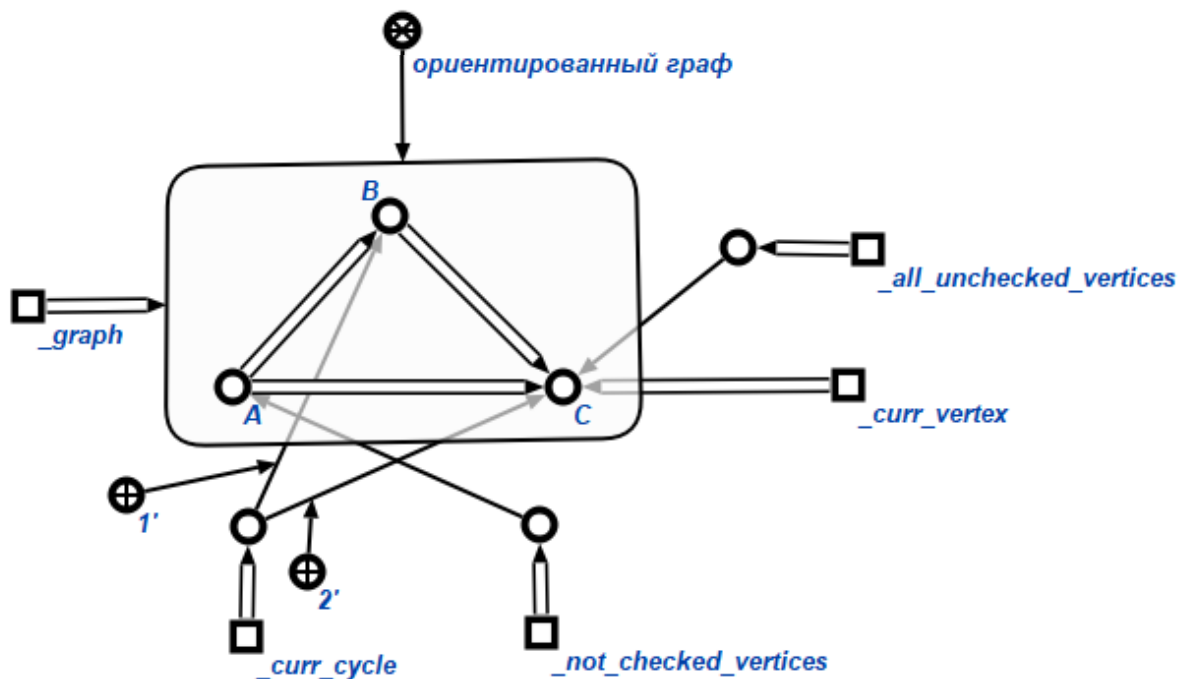 ориентированный граф
B
_all_unchecked_vertices
_graph
A
C
_curr_vertex
1'
2'
_curr_cycle
_not_checked_vertices